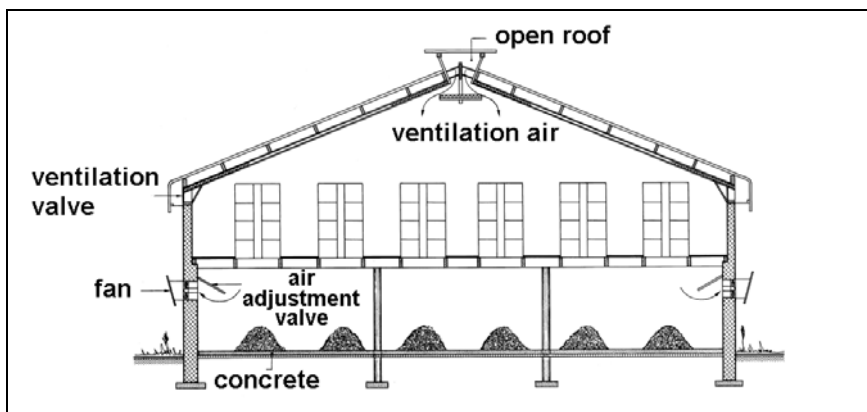 open roof
ventilation air
ventilation
valve
fan
air
adjustment
valve
concrete